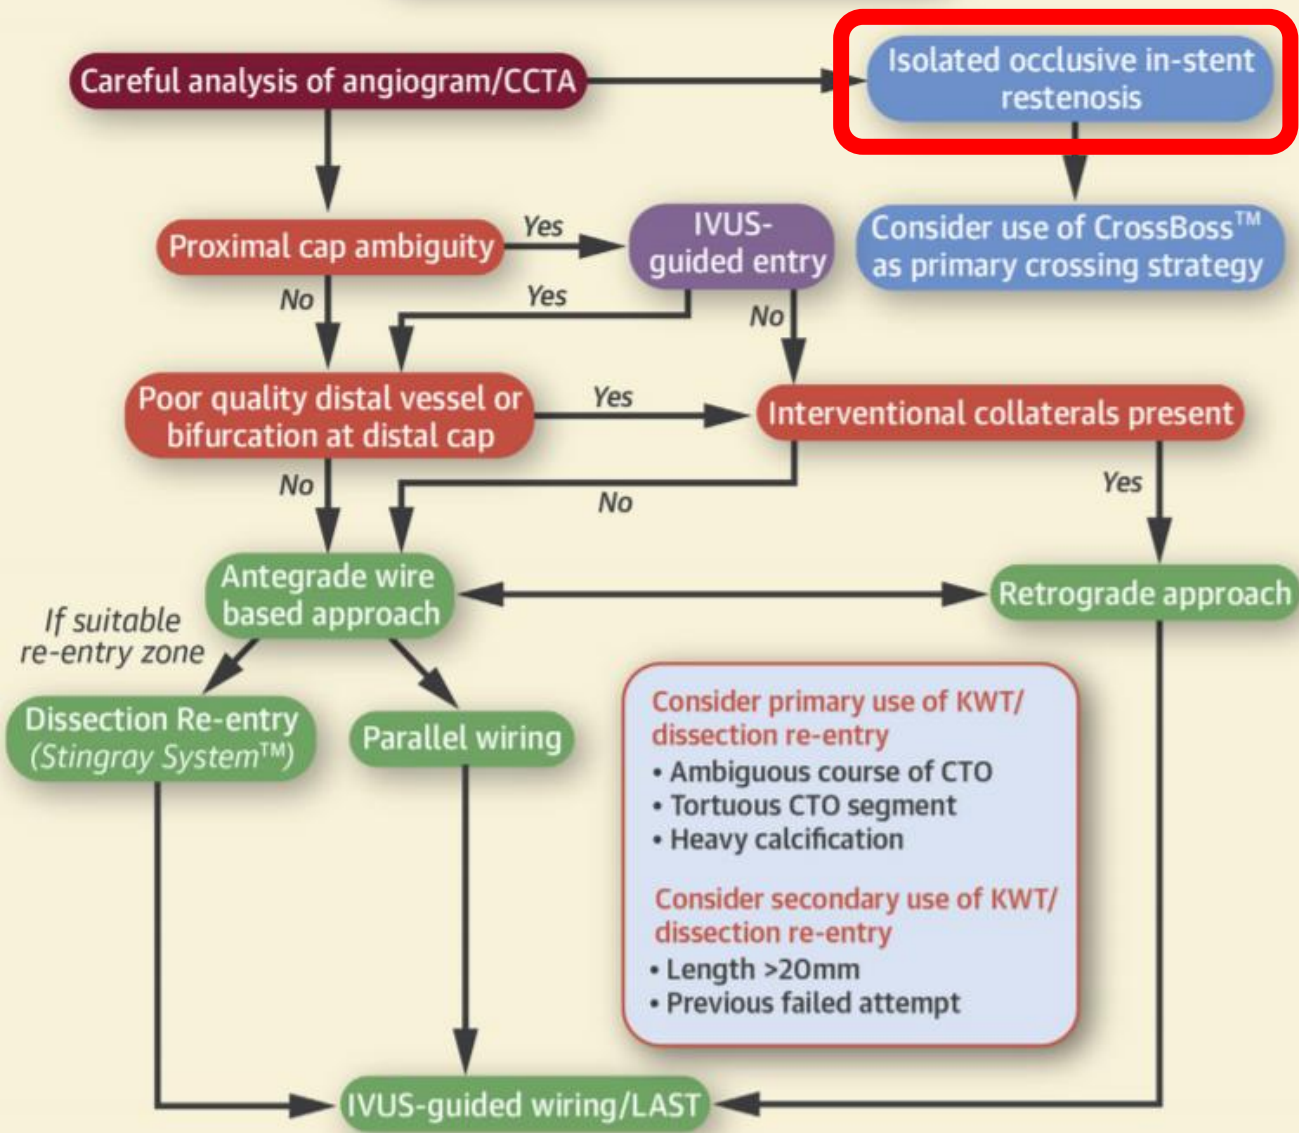 Careful analysis of angiogram/CCTA
Isolated occlusive in-stent
restenosis
Proximal cap ambiguity
Yes
IVUS-
guided entry
Consider use of CrossBoss™
as primary crossing strategy
No
Yes
No
Poor quality distal vessel or
bifurcation at distal cap
Yes
Interventional collaterals present
No
No
Yes
Antegrade wire
based approach
Retrograde approach
If suitable
re-entry zone
Dissection Re-entry
(Stingray System™)
Parallel wiring
Consider primary use of KWT/
dissection re-entry
• Ambiguous course of CTO
• Tortuous CTO segment
• Heavy calcification
Consider secondary use of KWT/
dissection re-entry
• Length >20mm
• Previous failed attempt
IVUS-guided wiring/LAST